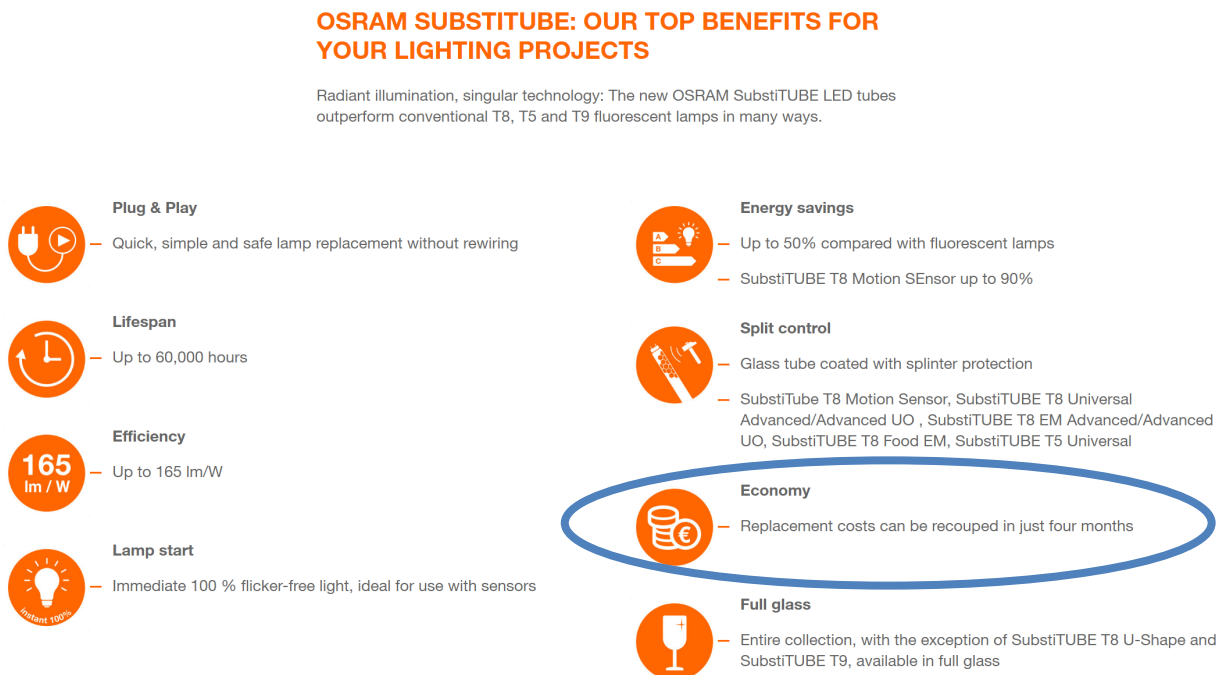 OSRAM SUBSTITUBE: OUR TOP BENEFITS FOR
YOUR LIGHTING PROJECTS
Radiant illumination, singular technology: The new OSRAM SubstiTUBE LED tubes
outperform conventional T8, T5 and T9 fluorescent lamps in many ways.
Plug & Play
– Quick, simple and safe lamp replacement without rewiring
Lifespan
– Up to 60,000 hours
Efficiency
165
lm / W
– Up to 165 lm/W
Lamp start
– Immediate 100 % flicker-free light, ideal for use with sensors
instant 100%
Energy savings
A
B
C
– Up to 50% compared with fluorescent lamps
– SubstiTUBE T8 Motion SEnsor up to 90%
Split control
– Glass tube coated with splinter protection
– SubstiTube T8 Motion Sensor, SubstiTUBE T8 Universal
Advanced/Advanced UO , SubstiTUBE T8 EM Advanced/Advanced
UO, SubstiTUBE T8 Food EM, SubstiTUBE T5 Universal
Economy
€
– Replacement costs can be recouped in just four months
Full glass
– Entire collection, with the exception of SubstiTUBE T8 U-Shape and
SubstiTUBE T9, available in full glass